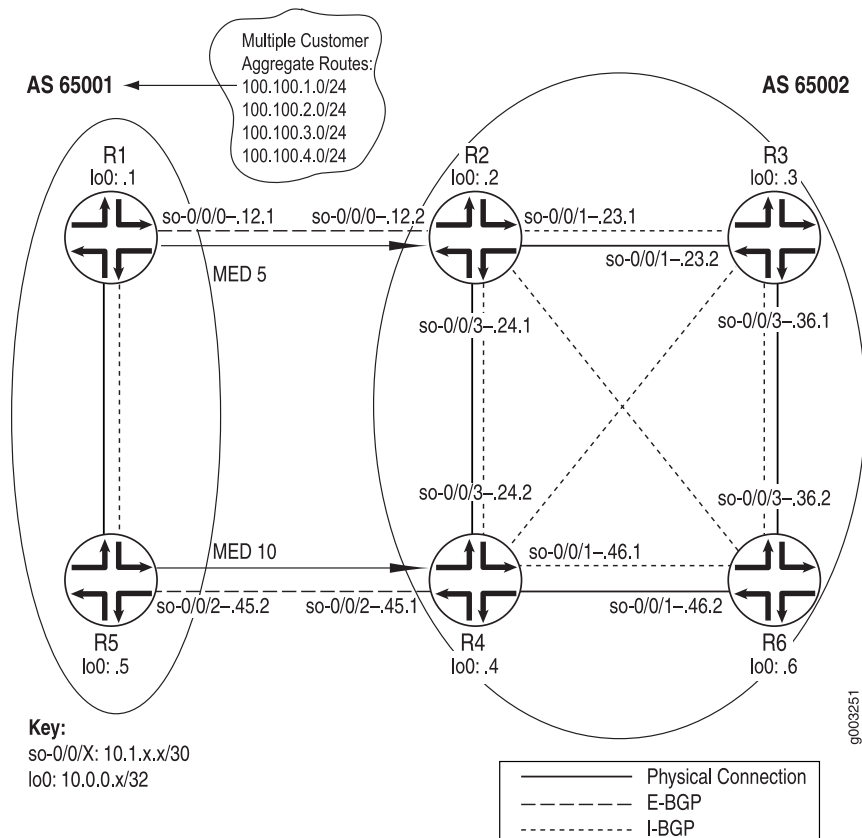 Multiple Customer
Aggregate Routes:
100.100.1.0/24
100.100.2.0/24
100.100.3.0/24
100.100.4.0/24
AS 65001
AS 65002
R1
lo0: .1
R2
lo0: .2
R3
lo0: .3
so-0/0/0–.12.1
so-0/0/0–.12.2
so-0/0/1–.23.1
MED 5
so-0/0/1–.23.2
so-0/0/3–.24.1
so-0/0/3–.36.1
so-0/0/3–.24.2
so-0/0/3–.36.2
MED 10
so-0/0/1–.46.1
so-0/0/2–.45.2
so-0/0/2–.45.1
so-0/0/1–.46.2
R5
lo0: .5
R4
lo0: .4
R6
lo0: .6
Key:
so-0/0/X: 10.1.x.x/30
lo0: 10.0.0.x/32
Physical Connection
E-BGP
I-BGP
g003251